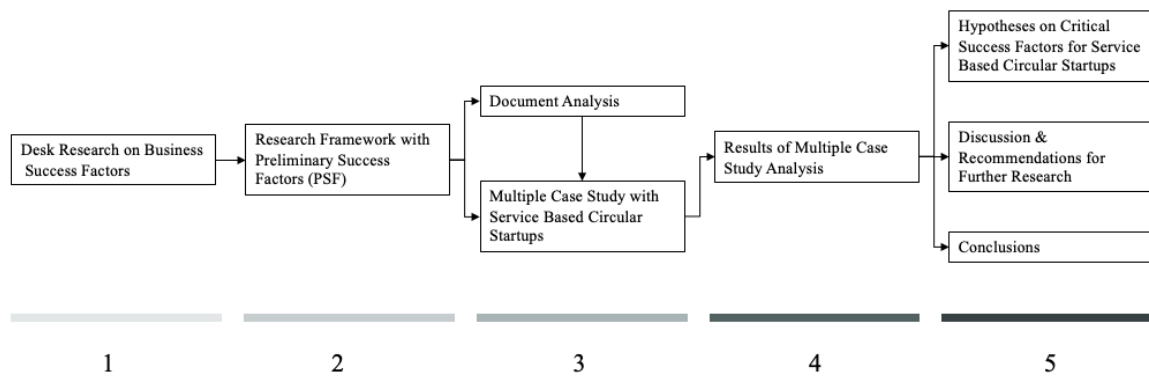 Desk Research on Business
Success Factors
Research Framework with
Preliminary Success
Factors (PSF)
Document Analysis
Multiple Case Study with
Service Based Circular
Startups
Results of Multiple Case
Study Analysis
Hypotheses on Critical
Success Factors for Service
Based Circular Startups
Discussion &
Recommendations for
Further Research
Conclusions
1
2
3
4
5